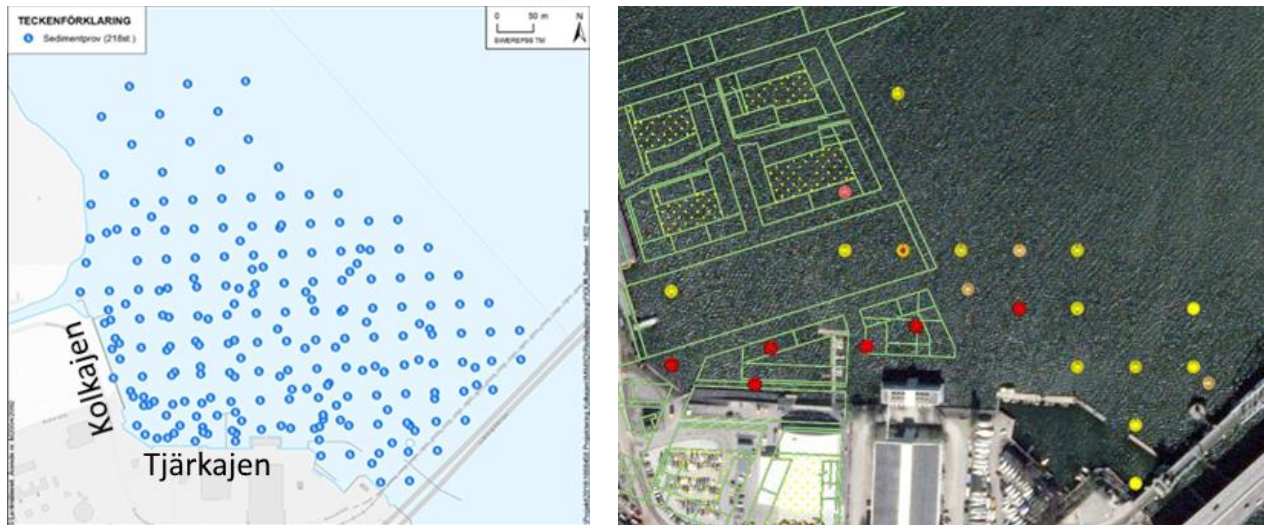 TECKENFÖRKLARING
Sedimentprov (218st.)
0 50 m
N
SWEREF99 TM
Kolkajen
Tjärkajen